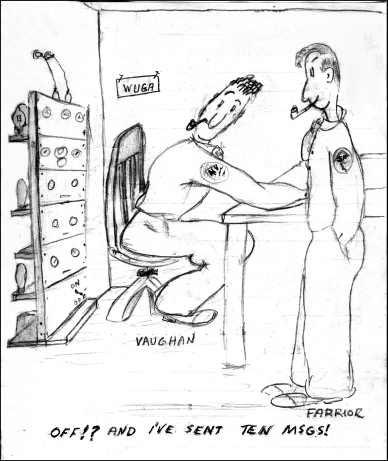 WUGA
ON
OFF
VAUGHAN
FARRIOR
OFF!? AND I'VE SENT TEN MSGS!